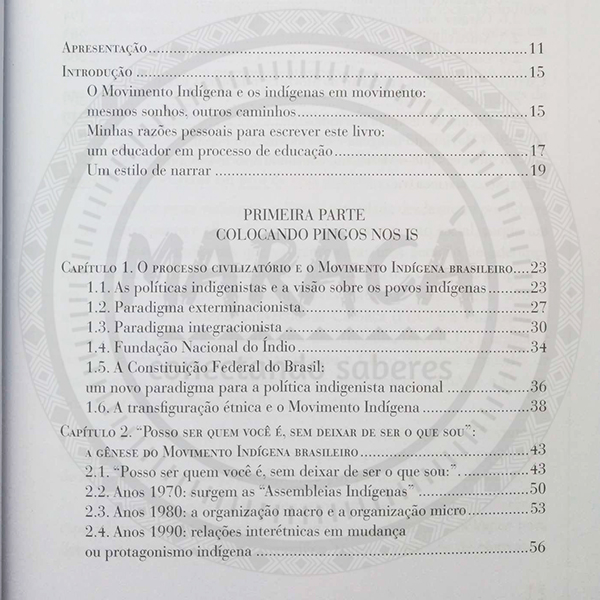 APRESENTAÇÃO........................................11
INTRODUÇÃO........................................15
O Movimento Indígena e os indígenas em movimento:
mesmos sonhos, outros caminhos........................................15
Minhas razões pessoais para escrever este livro:
um educador em processo de educação........................................17
Um estilo de narrar........................................19
PRIMEIRA PARTE
COLOCANDO PINGOS NOS IS
CAPÍTULO 1. O PROCESSO CIVILIZATÓRIO E O MOVIMENTO INDÍGENA BRASILEIRO....23
1.1. As políticas indigenistas e a visão sobre os povos indígenas........23
1.2. Paradigma exterminacionista........................................27
1.3. Paradigma integracionista........................................30
1.4. Fundação Nacional do Índio........................................34
1.5. A Constituição Federal do Brasil:
um novo paradigma para a política indigenista nacional................36
1.6. A transfiguração étnica e o Movimento Indígena....................38
CAPÍTULO 2. "POSSO SER QUEM VOCÊ É, SEM DEIXAR DE SER O QUE SOU":
A GÊNESE DO MOVIMENTO INDÍGENA BRASILEIRO........................43
2.1. "Posso ser quem você é, sem deixar de ser o que sou:"................43
2.2. Anos 1970: surgem as "Assembleias Indígenas"....................50
2.3. Anos 1980: a organização macro e a organização micro............53
2.4. Anos 1990: relações interétnicas em mudança
ou protagonismo indígena........................................56
MARACÁ
saberes